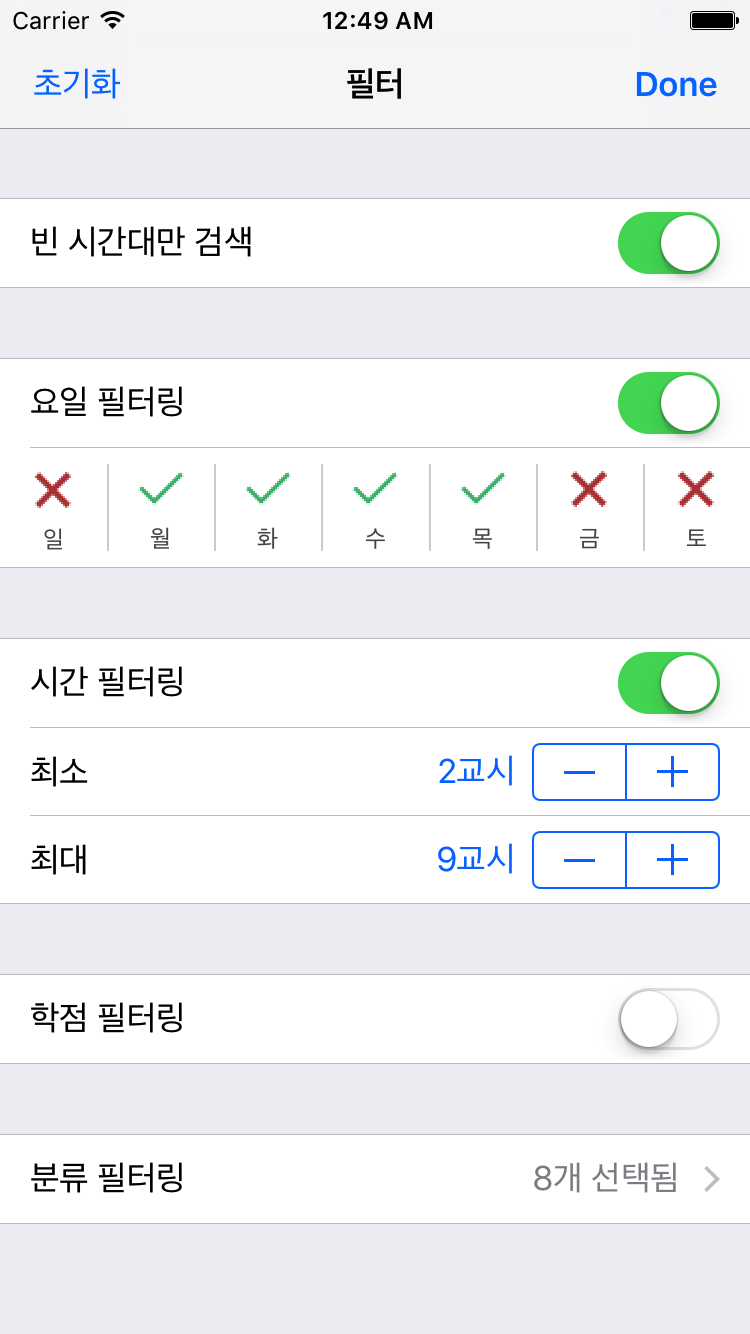 Carrier 12:49 AM
초기화 필터 Done
빈 시간대만 검색
요일 필터링
일 월 화 수 목 금 토
시간 필터링
최소 2교시
최대 9교시
학점 필터링
분류 필터링 8개 선택됨